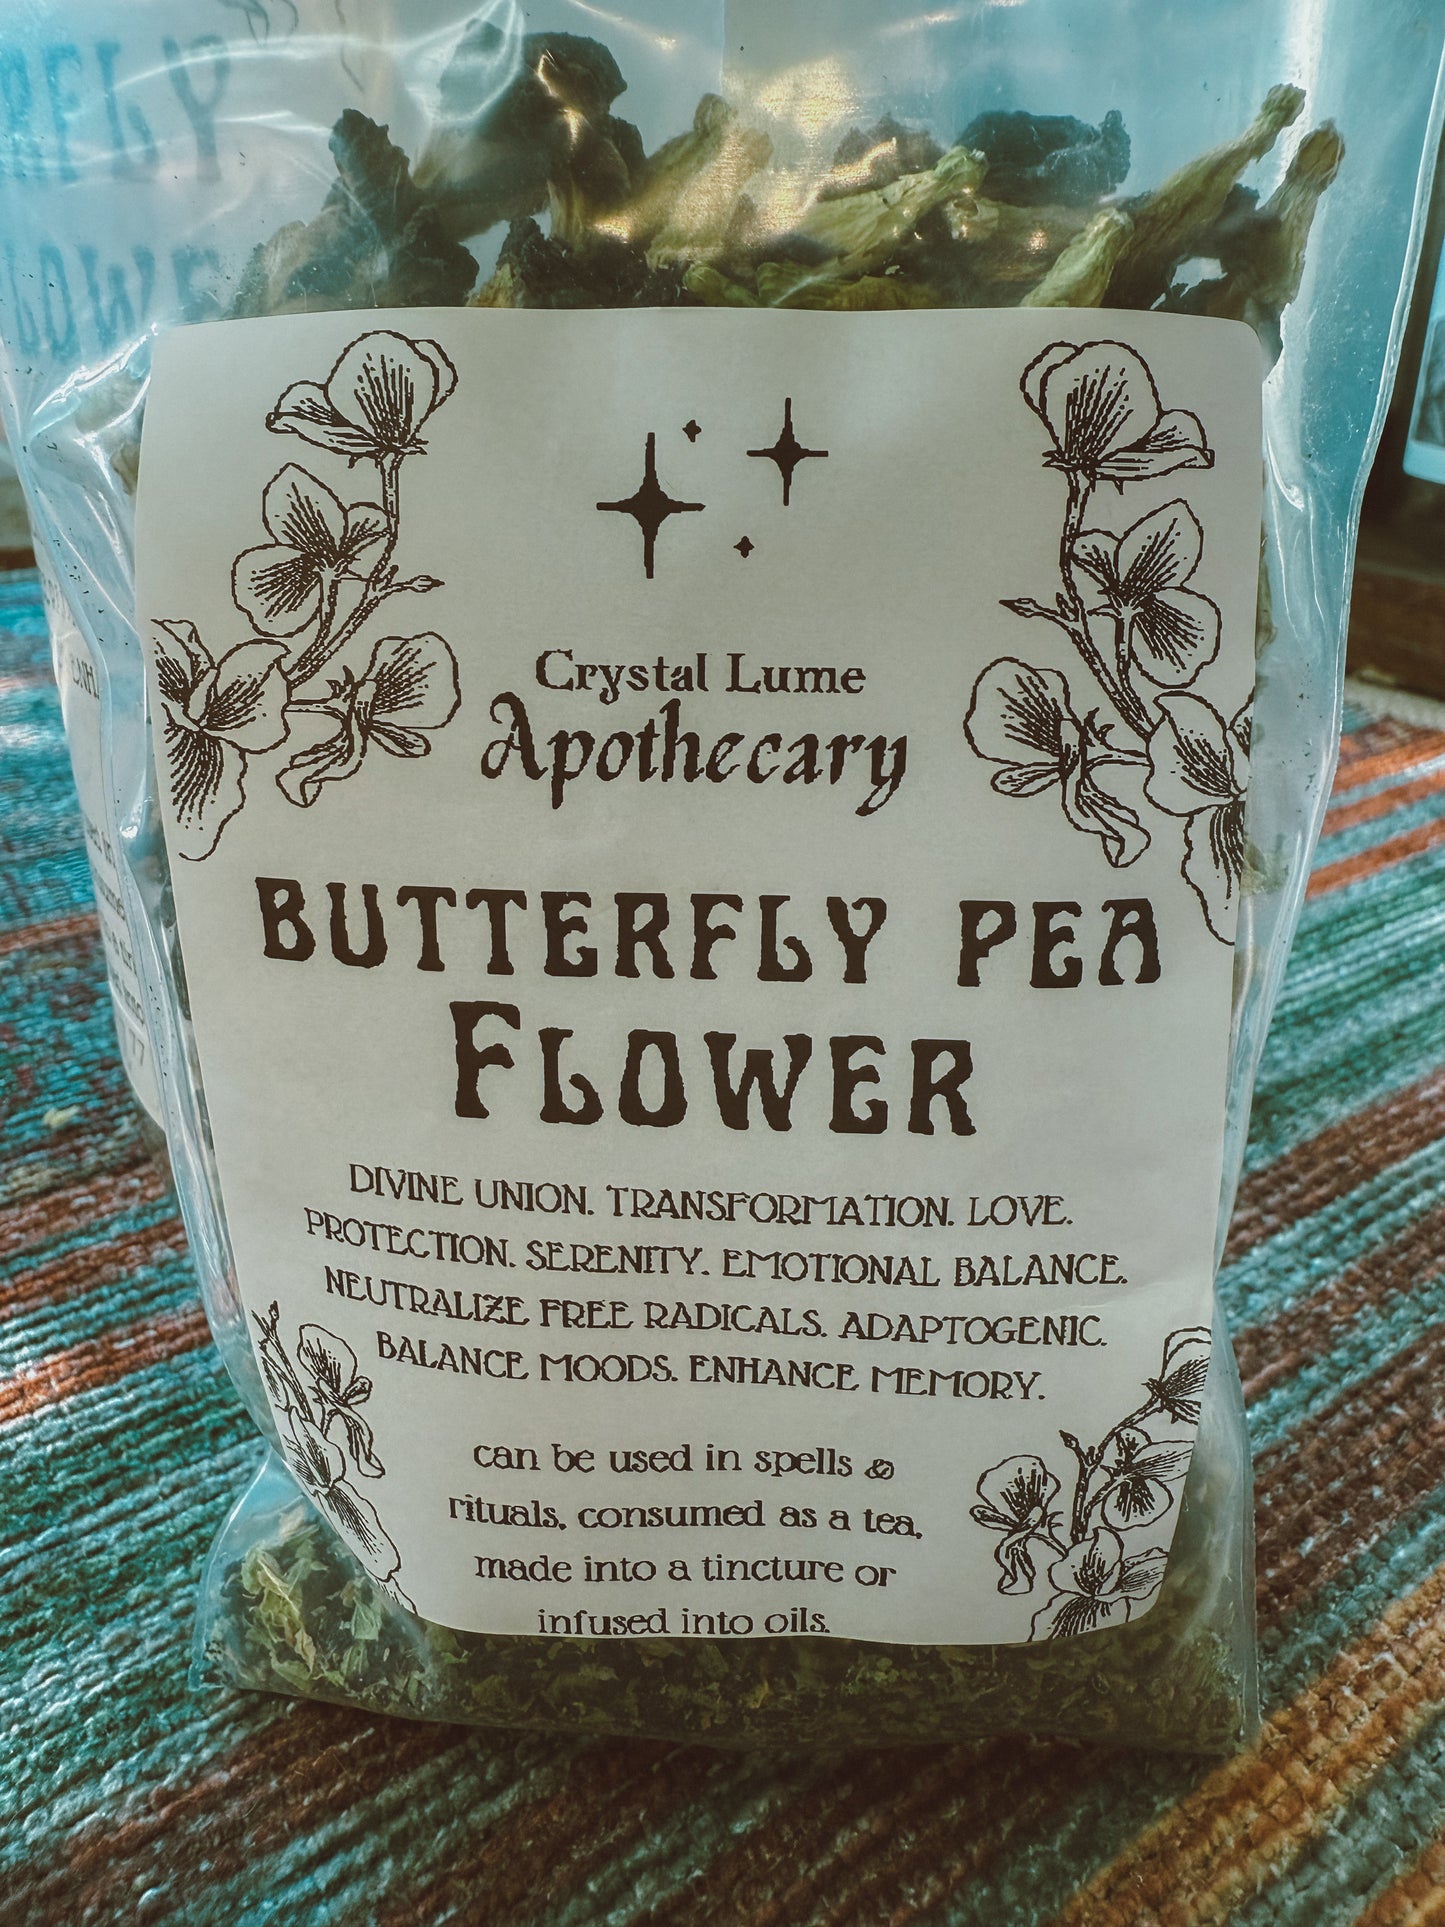 Crystal Lume
Apothecary
BUTTERFLY PEA
FLOWER
DIVINE UNION. TRANSFORMATION. LOVE.
PROTECTION. SERENITY. EMOTIONAL BALANCE.
NEUTRALIZE FREE RADICALS. ADAPTOGENIC.
BALANCE MOODS. ENHANCE MEMORY.
can be used in spells &
rituals, consumed as a tea,
made into a tincture or
infused into oils.